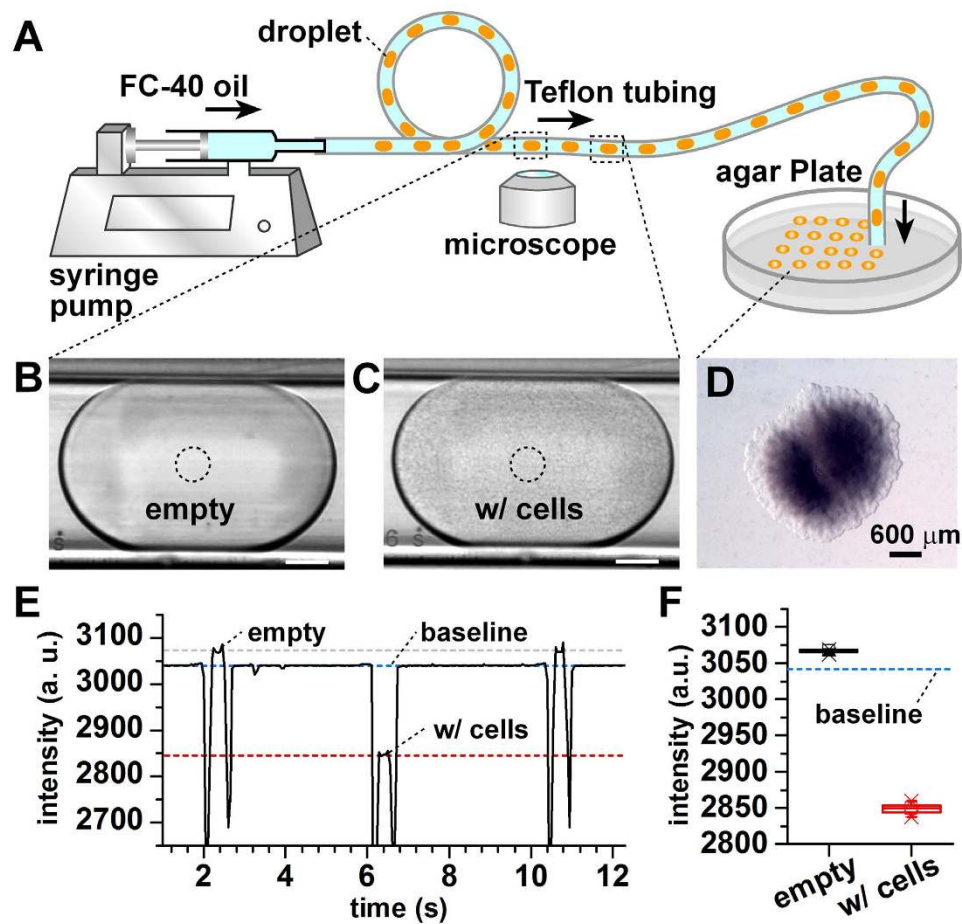 A
droplet
FC-40 oil
Teflon tubing
agar Plate
microscope
syringe
pump
B
empty
s
C
w/ cells
6 s
D
600 μm
E
intensity (a. u.)
3100
3000
2900
2800
2700
empty
baseline
w/ cells
2
4
6
8
10
12
time (s)
F
intensity (a.u.)
3100
3050
3000
2950
2900
2850
2800
baseline
empty
w/ cells